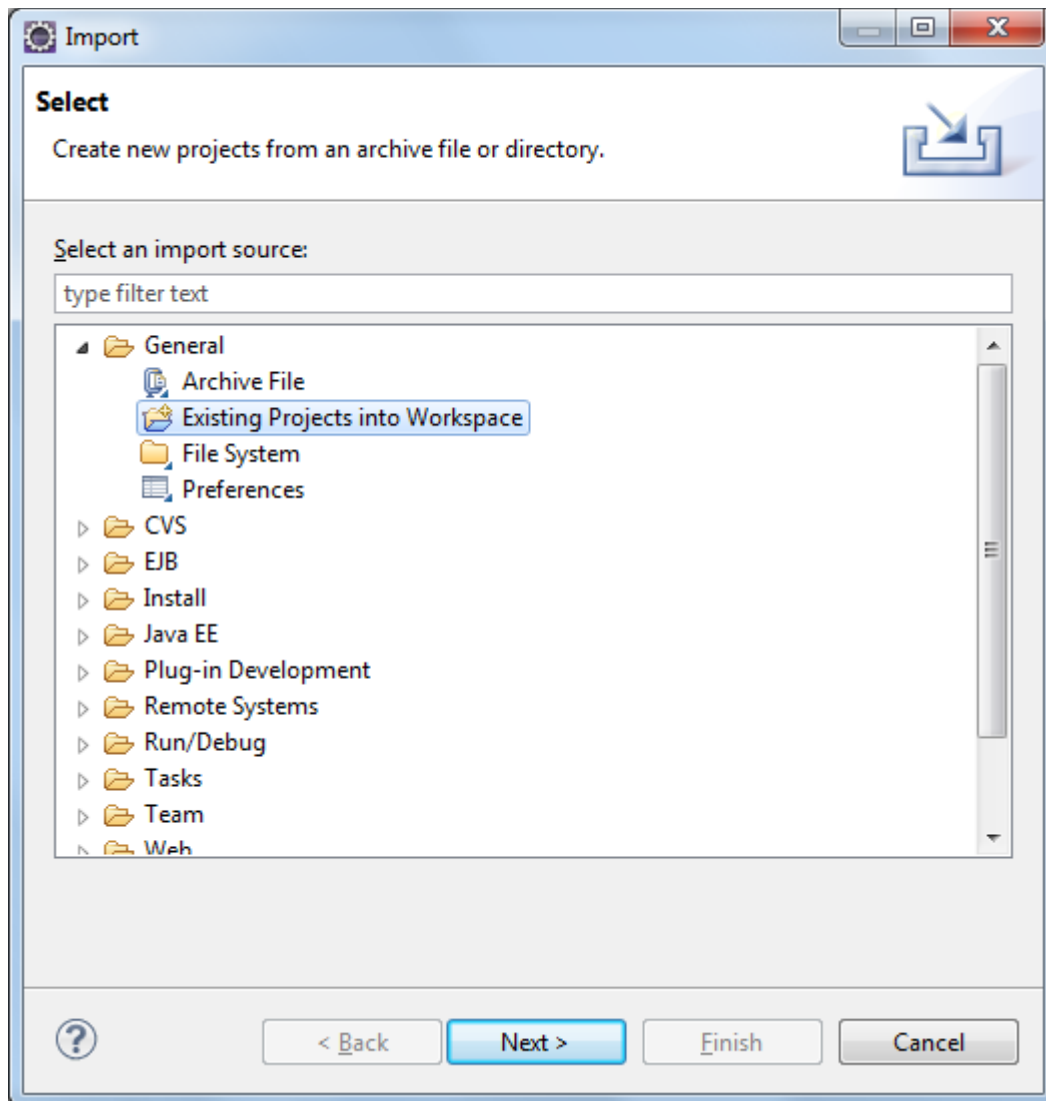 Import
Select
Create new projects from an archive file or directory.
Select an import source:
type filter text
General
Archive File
Existing Projects into Workspace
File System
Preferences
CVS
EJB
Install
Java EE
Plug-in Development
Remote Systems
Run/Debug
Tasks
Team
Web
? < Back Next > Finish Cancel